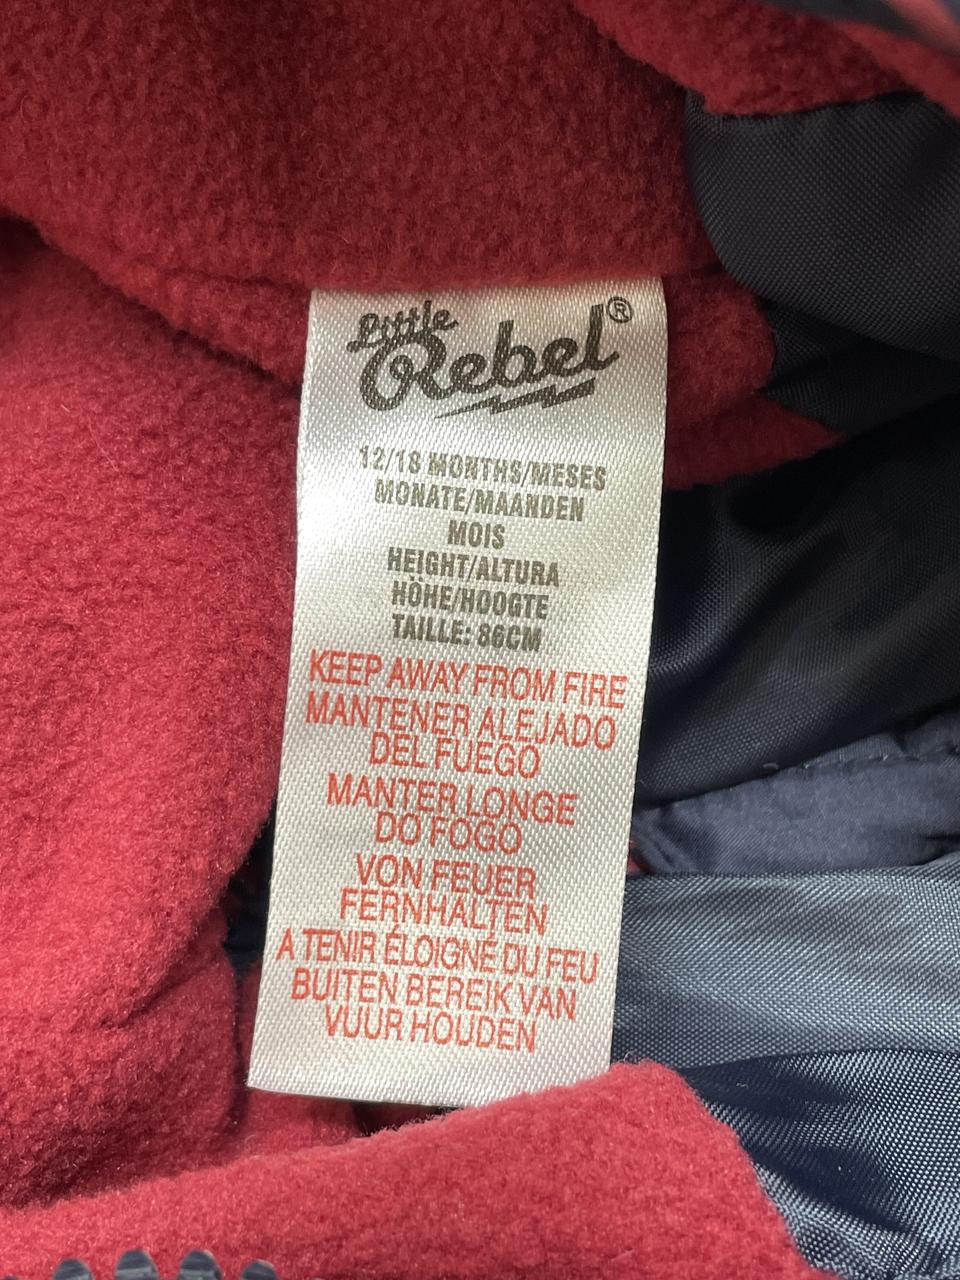 Little
Rebel®
12/18 MONTHS/MESES
MONATE/MAANDEN
MOIS
HEIGHT/ALTURA
HÖHE/HOOGTE
TAILLE: 86CM
KEEP AWAY FROM FIRE
MANTENER ALEJADO
DEL FUEGO
MANTER LONGE
DO FOGO
VON FEUER
FERNHALTEN
A TENIR ÉLOIGNÉ DU FEU
BUITEN BEREIK VAN
VUUR HOUDEN